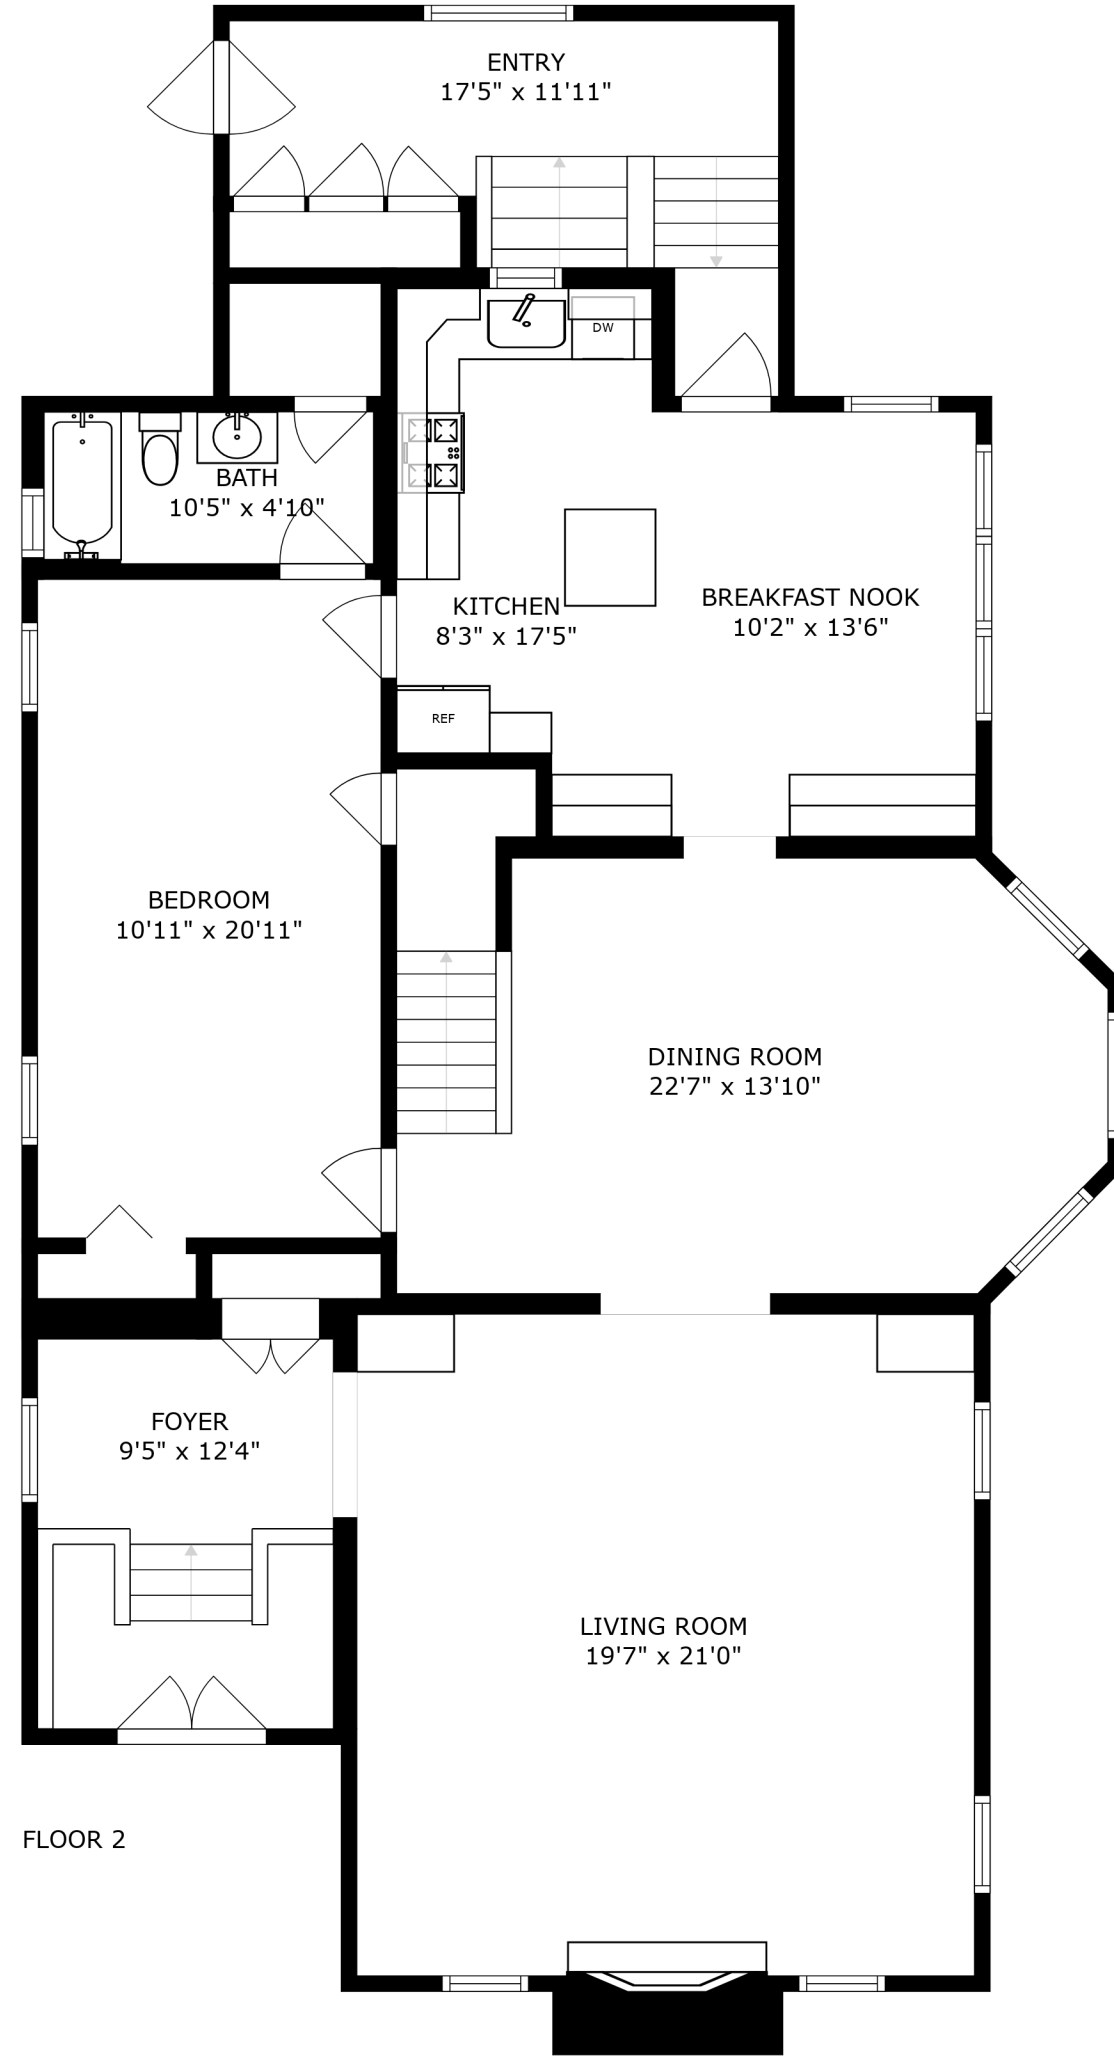 ENTRY
17'5" x 11'11"
DW
BATH
10'5" x 4'10"
KITCHEN
8'3" x 17'5"
BREAKFAST NOOK
10'2" x 13'6"
REF
BEDROOM
10'11" x 20'11"
DINING ROOM
22'7" x 13'10"
FOYER
9'5" x 12'4"
LIVING ROOM
19'7" x 21'0"
FLOOR 2